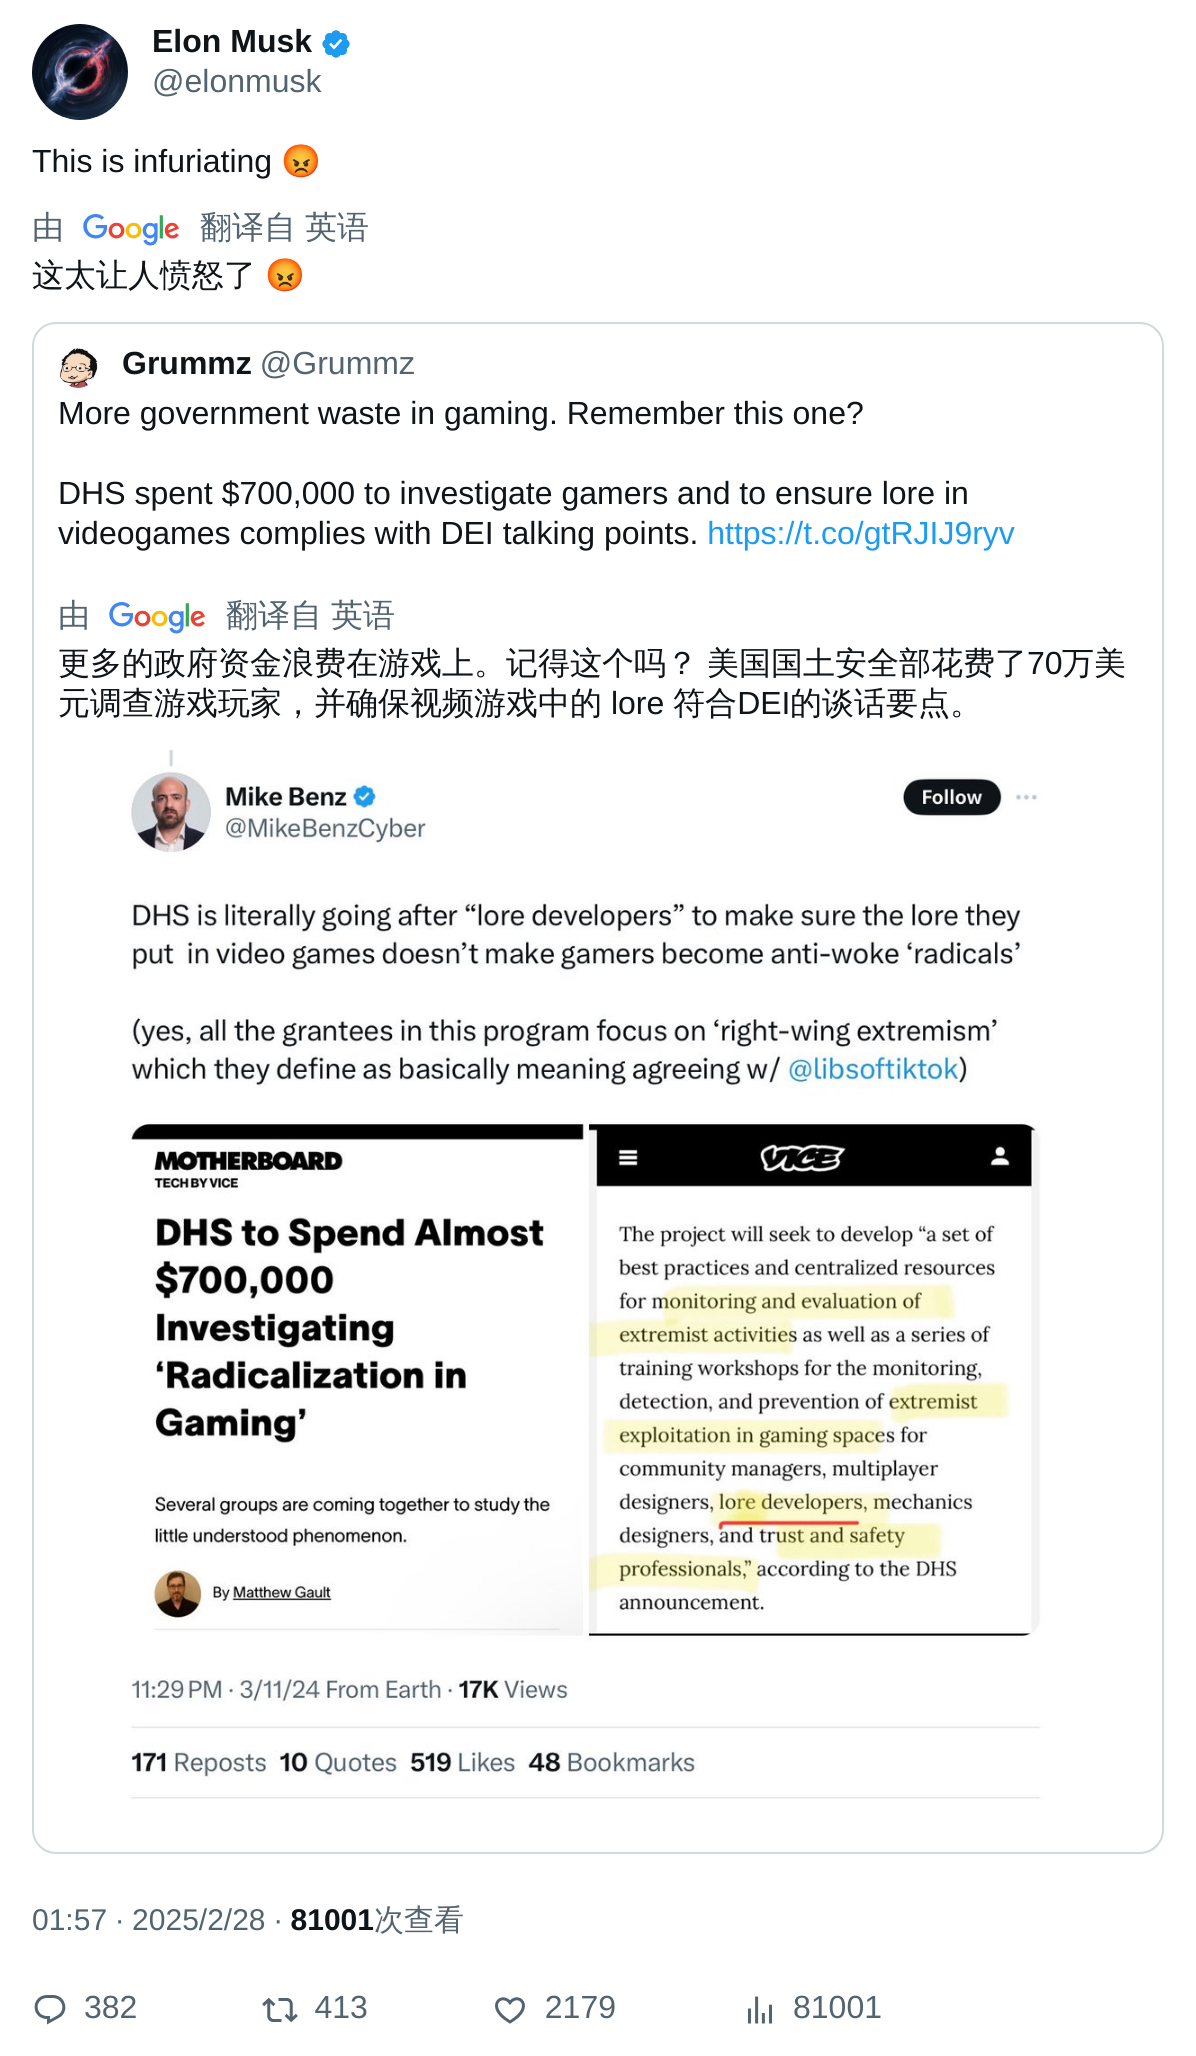 Elon Musk
@elonmusk
This is infuriating 😡
由 Google 翻译自 英语
这太让人愤怒了 😡
Grummz @Grummz
More government waste in gaming. Remember this one?
DHS spent $700,000 to investigate gamers and to ensure lore in
videogames complies with DEI talking points. https://t.co/gtRJIJ9ryv
由 Google 翻译自 英语
更多的政府资金浪费在游戏上。记得这个吗？ 美国国土安全部花费了70万美
元调查游戏玩家，并确保视频游戏中的 lore 符合DEI的谈话要点。
Mike Benz
@MikeBenzCyber
Follow
DHS is literally going after “lore developers” to make sure the lore they
put in video games doesn’t make gamers become anti-woke ‘radicals’
(yes, all the grantees in this program focus on ‘right-wing extremism’
which they define as basically meaning agreeing w/ @libsoftiktok)
MOTHERBOARD
TECH BY VICE
DHS to Spend Almost
$700,000
Investigating
‘Radicalization in
Gaming’
Several groups are coming together to study the
little understood phenomenon.
By Matthew Gault
VICE
The project will seek to develop “a set of
best practices and centralized resources
for monitoring and evaluation of
extremist activities as well as a series of
training workshops for the monitoring,
detection, and prevention of extremist
exploitation in gaming spaces for
community managers, multiplayer
designers, lore developers, mechanics
designers, and trust and safety
professionals,” according to the DHS
announcement.
11:29 PM · 3/11/24 From Earth · 17K Views
171 Reposts 10 Quotes 519 Likes 48 Bookmarks
01:57 · 2025/2/28 · 81001次查看
382 413 2179 81001